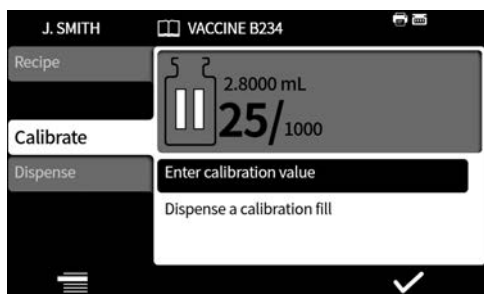 J. SMITH
VACCINE B234
Recipe
Calibrate
Dispense
2.8000 mL
25/1000
Enter calibration value
Dispense a calibration fill